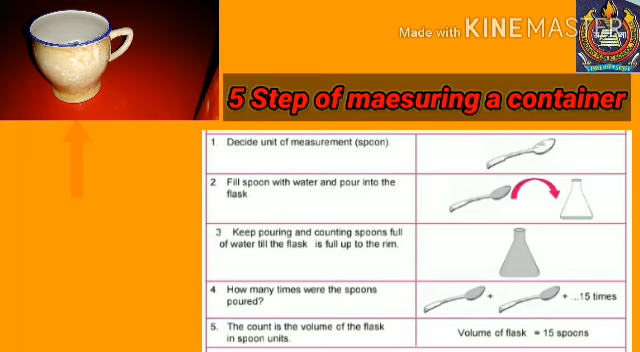 Made with KINEMASTER
5 Step of maesuring a container
1. Decide unit of measurement (spoon)
2. Fill spoon with water and pour into the
flask
3 Keep pouring and counting spoons full
of water till the flask is full up to the rim.
4. How many times were the spoons
poured?
+ + ...15 times
5. The count is the volume of the flask
in spoon units.
Volume of flask = 15 spoons